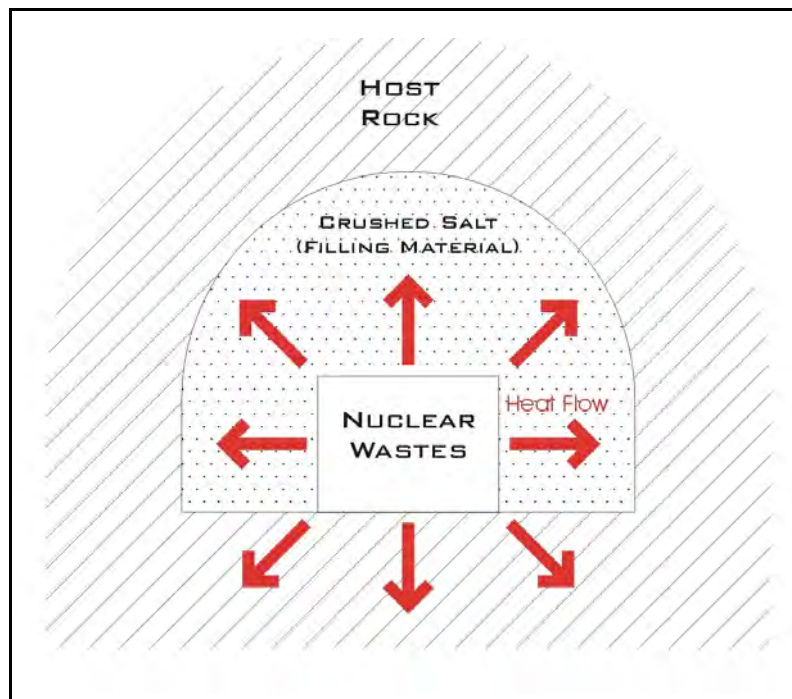 HOST
ROCK
CRUSHED SALT
(FILLING MATERIAL)
Heat Flow
NUCLEAR
WASTES